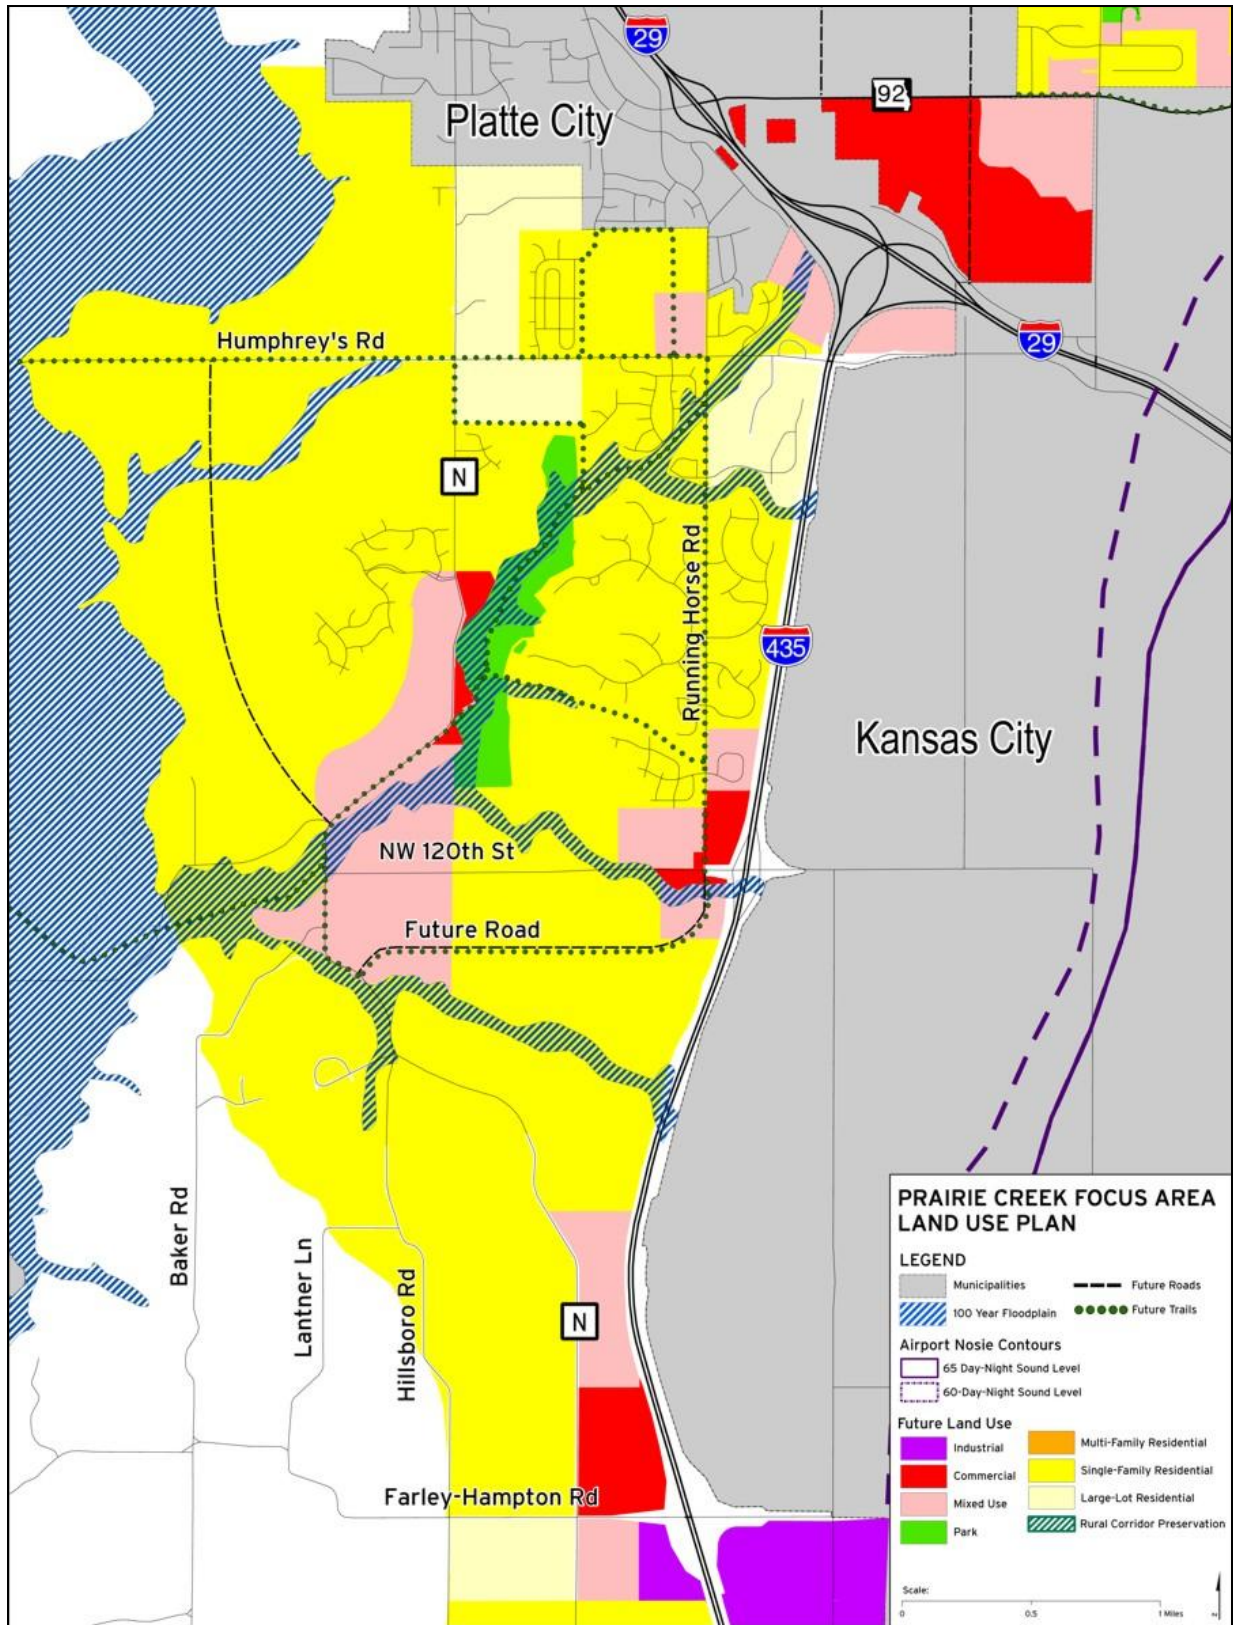 29
92
Platte City
Humphrey's Rd
29
N
Running Horse Rd
435
Kansas City
NW 120th St
Future Road
Baker Rd
Lantner Ln
Hillsboro Rd
N
Farley-Hampton Rd
PRAIRIE CREEK FOCUS AREA
LAND USE PLAN
LEGEND
Municipalities
Future Roads
100 Year Floodplain
Future Trails
Airport Nosie Contours
65 Day-Night Sound Level
60-Day-Night Sound Level
Future Land Use
Industrial
Multi-Family Residential
Commercial
Single-Family Residential
Mixed Use
Large-Lot Residential
Park
Rural Corridor Preservation
Scale:
0 0.5 1 Miles
N